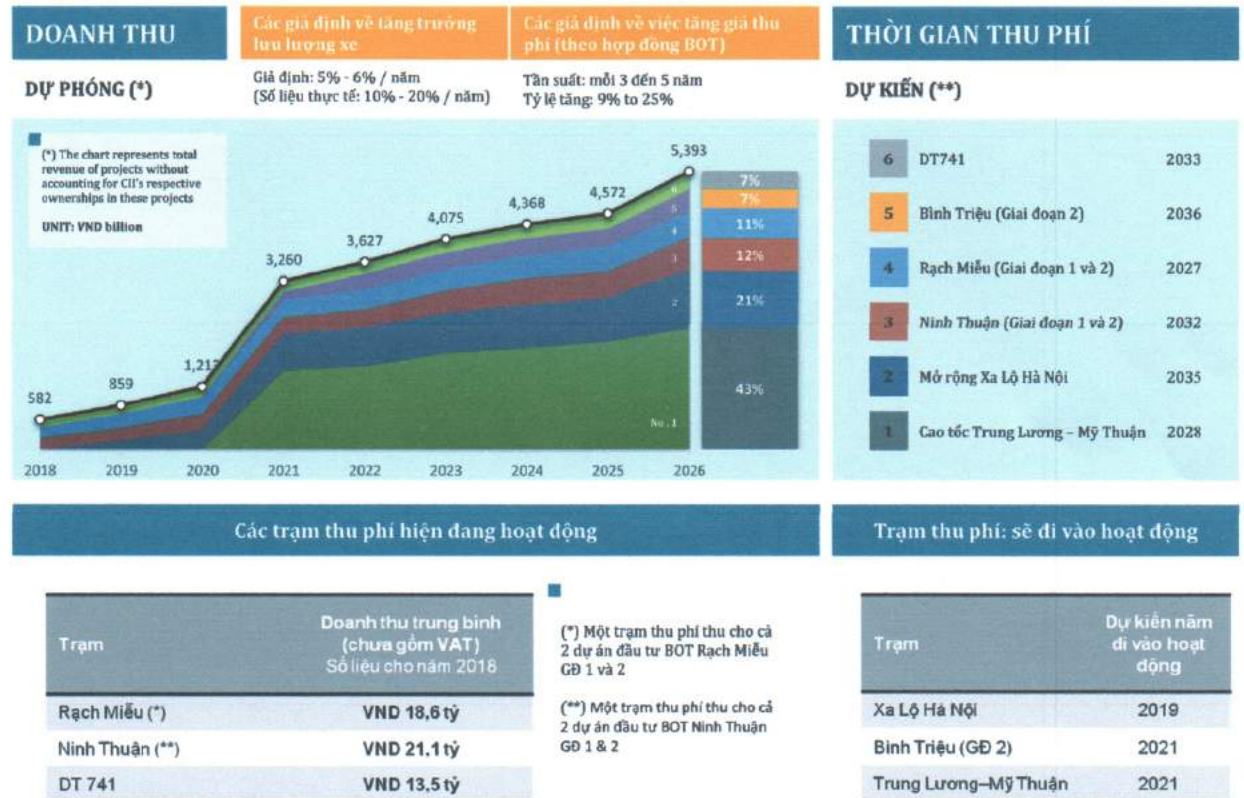 DOANH THU
Các giả định về tăng trưởng
lưu lượng xe
Các giả định về việc tăng giá thu
phí (theo hợp đồng BOT)
DỰ PHÓNG (*)
Giả định: 5% - 6% / năm
(Số liệu thực tế: 10% - 20% / năm)
Tần suất: mỗi 3 đến 5 năm
Tỷ lệ tăng: 9% to 25%
(*) The chart represents total
revenue of projects without
accounting for CII's respective
ownerships in these projects
UNIT: VND billion
582
859
1,217
3,260
3,627
4,075
4,368
4,572
5,393
6
5
4
3
2
No. 1
7%
7%
11%
12%
21%
43%
2018 2019 2020 2021 2022 2023 2024 2025 2026
THỜI GIAN THU PHÍ
DỰ KIẾN (**)
6 DT741 2033
5 Bình Triệu (Giai đoạn 2) 2036
4 Rạch Miễu (Giai đoạn 1 và 2) 2027
3 Ninh Thuận (Giai đoạn 1 và 2) 2032
2 Mở rộng Xa Lộ Hà Nội 2035
1 Cao tốc Trung Lương – Mỹ Thuận 2028
Các trạm thu phí hiện đang hoạt động
Trạm
Doanh thu trung bình
(chưa gồm VAT)
Số liệu cho năm 2018
Rạch Miễu (*) VND 18,6 tỷ
Ninh Thuận (**) VND 21,1 tỷ
DT 741 VND 13,5 tỷ
(*) Một trạm thu phí thu cho cả
2 dự án đầu tư BOT Rạch Miễu
GĐ 1 và 2
(**) Một trạm thu phí thu cho cả
2 dự án đầu tư BOT Ninh Thuận
GĐ 1 & 2
Trạm thu phí: sẽ đi vào hoạt động
Trạm
Dự kiến năm
đi vào hoạt
động
Xa Lộ Hà Nội 2019
Bình Triệu (GĐ 2) 2021
Trung Lương–Mỹ Thuận 2021